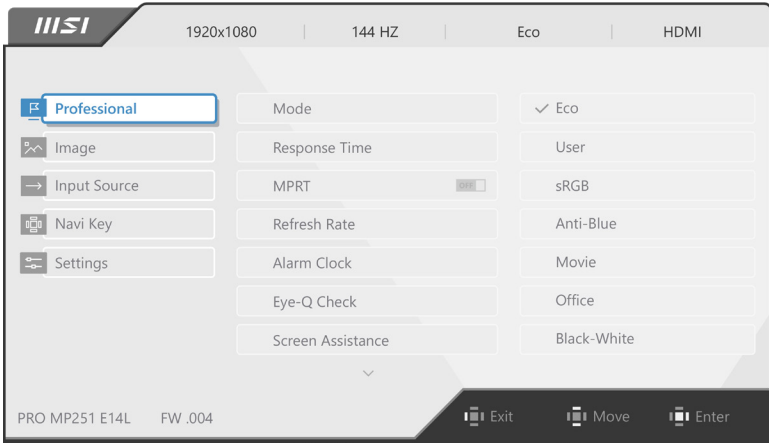 MSI
1920x1080 144 HZ Eco HDMI
Professional Mode Eco
Image Response Time User
Input Source MPRT OFF sRGB
Navi Key Refresh Rate Anti-Blue
Settings Alarm Clock Movie
Eye-Q Check Office
Screen Assistance Black-White
PRO MP251 E14L FW .004 Exit Move Enter